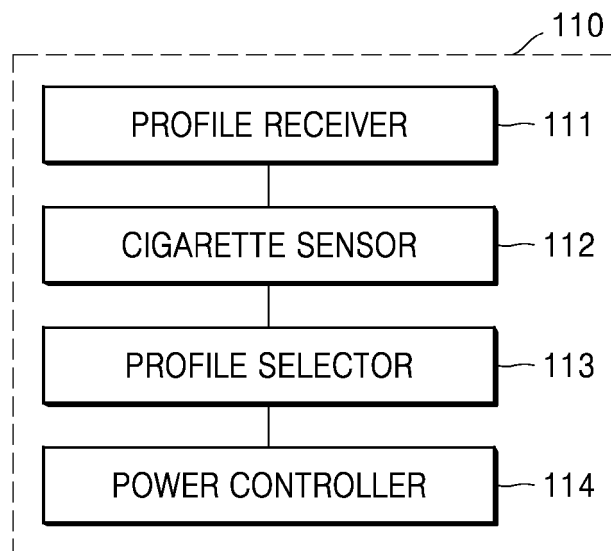 110
PROFILE RECEIVER 111
CIGARETTE SENSOR 112
PROFILE SELECTOR 113
POWER CONTROLLER 114